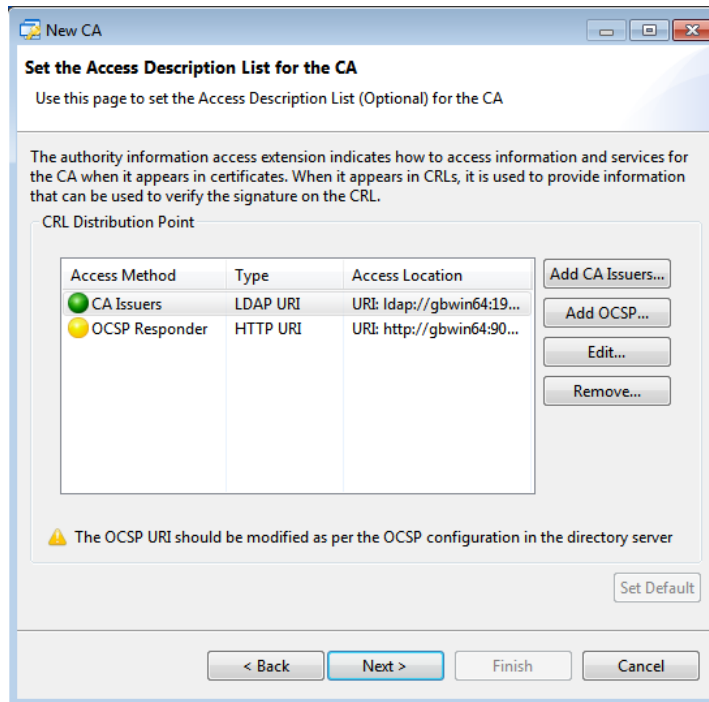 New CA
Set the Access Description List for the CA
Use this page to set the Access Description List (Optional) for the CA
The authority information access extension indicates how to access information and services for
the CA when it appears in certificates. When it appears in CRLs, it is used to provide information
that can be used to verify the signature on the CRL.
CRL Distribution Point
Access Method Type Access Location
CA Issuers LDAP URI URI: ldap://gbwin64:19...
OCSP Responder HTTP URI URI: http://gbwin64:90...
Add CA Issuers...
Add OCSP...
Edit...
Remove...
The OCSP URI should be modified as per the OCSP configuration in the directory server
Set Default
< Back Next > Finish Cancel